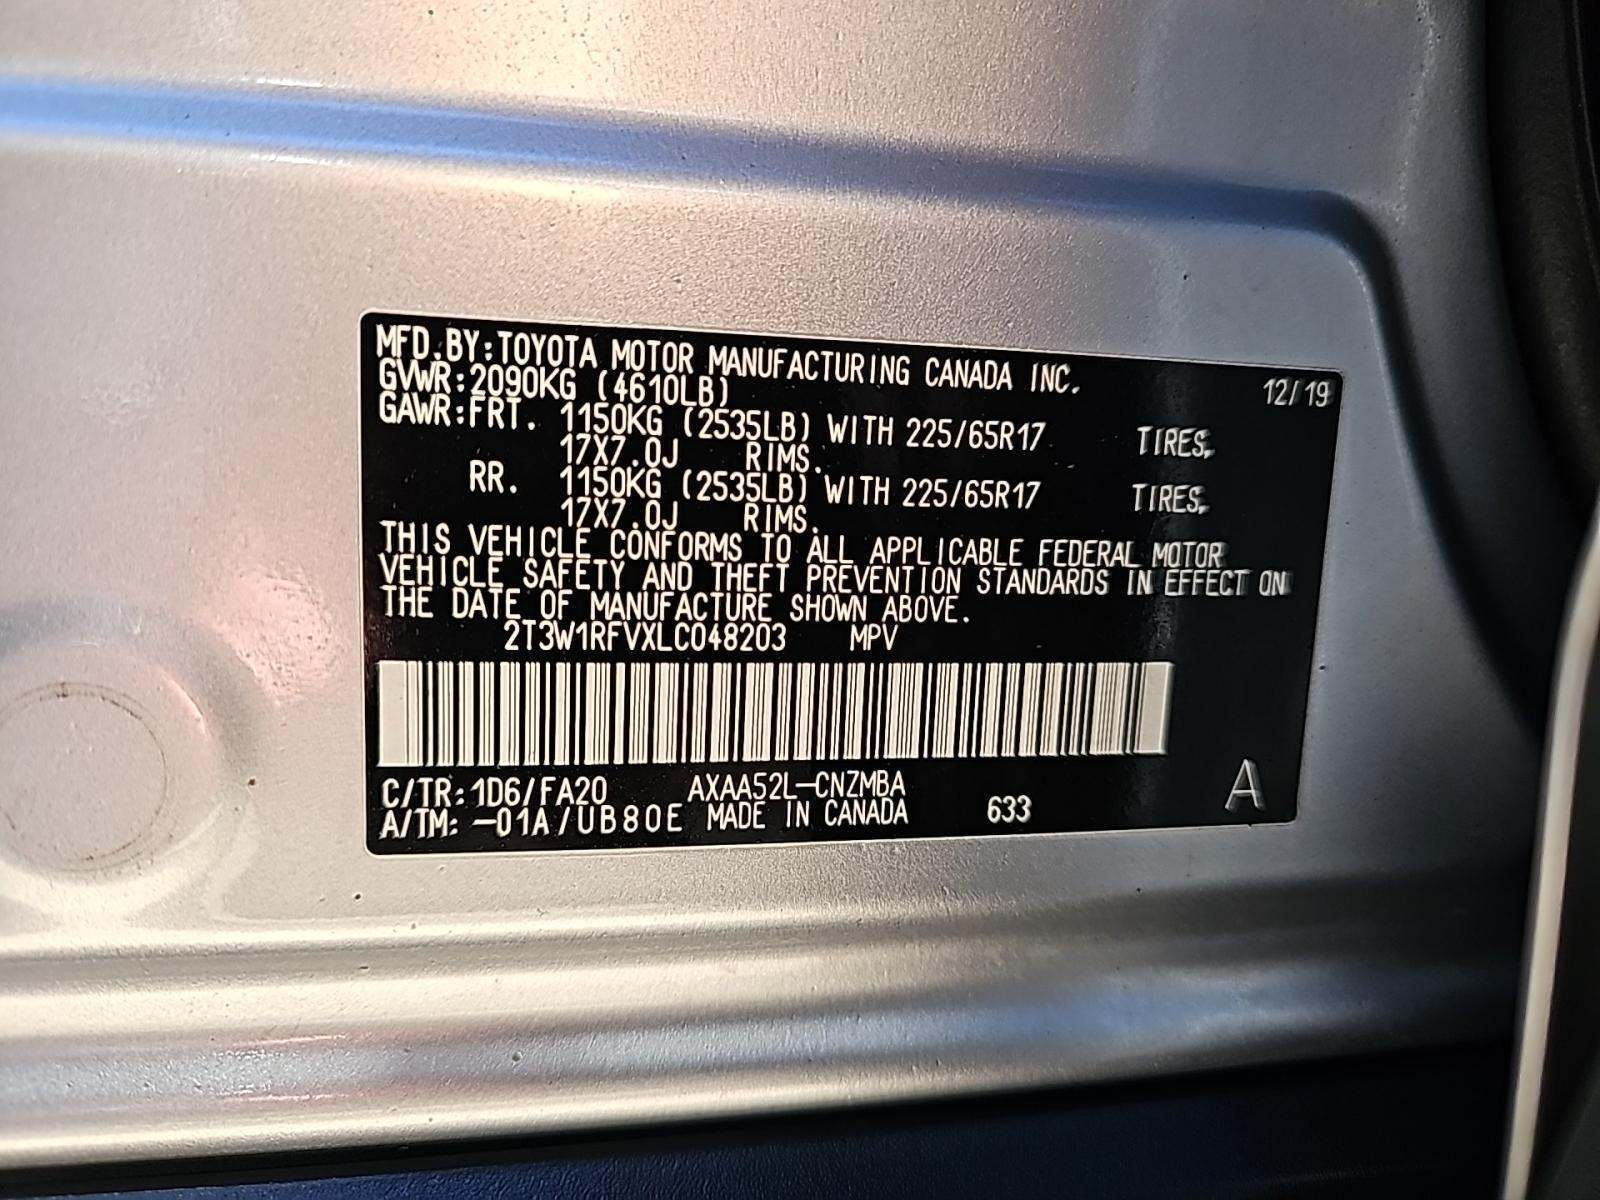 MFD.BY:TOYOTA MOTOR MANUFACTURING CANADA INC. 12/19
GVWR:2090KG (4610LB)
GAWR:FRT. 1150KG (2535LB) WITH 225/65R17 TIRES,
17X7.0J RIMS.
RR. 1150KG (2535LB) WITH 225/65R17 TIRES,
17X7.0J RIMS.
THIS VEHICLE CONFORMS TO ALL APPLICABLE FEDERAL MOTOR
VEHICLE SAFETY AND THEFT PREVENTION STANDARDS IN EFFECT ON
THE DATE OF MANUFACTURE SHOWN ABOVE.
2T3W1RFVXLC048203 MPV
C/TR:1D6/FA20 AXAA52L-CNZMBA
A/TM:-01A/UB80E MADE IN CANADA 633 A